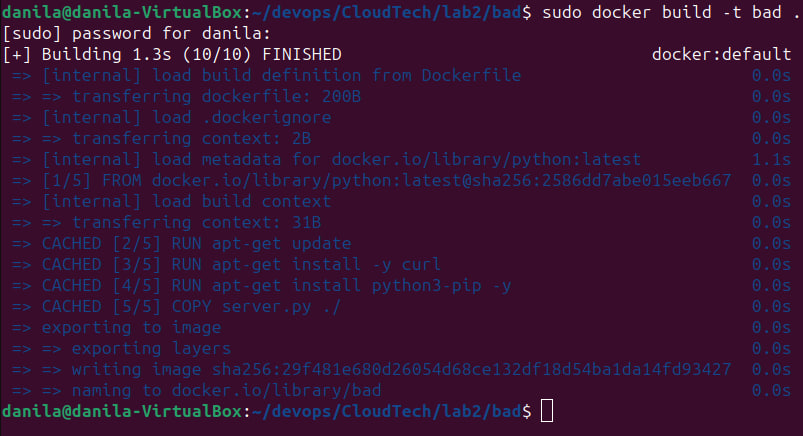 danila@danila-VirtualBox:~/devops/CloudTech/lab2/bad$ sudo docker build -t bad .
[sudo] password for danila:
[+] Building 1.3s (10/10) FINISHED docker:default
=> [internal] load build definition from Dockerfile 0.0s
=> => transferring dockerfile: 200B 0.0s
=> [internal] load .dockerignore 0.0s
=> => transferring context: 2B 0.0s
=> [internal] load metadata for docker.io/library/python:latest 1.1s
=> [1/5] FROM docker.io/library/python:latest@sha256:2586dd7abe015eeb667 0.0s
=> [internal] load build context 0.0s
=> => transferring context: 31B 0.0s
=> CACHED [2/5] RUN apt-get update 0.0s
=> CACHED [3/5] RUN apt-get install -y curl 0.0s
=> CACHED [4/5] RUN apt-get install python3-pip -y 0.0s
=> CACHED [5/5] COPY server.py ./ 0.0s
=> exporting to image 0.0s
=> => exporting layers 0.0s
=> => writing image sha256:29f481e680d26054d68ce132df18d54ba1da14fd93427 0.0s
=> => naming to docker.io/library/bad 0.0s
danila@danila-VirtualBox:~/devops/CloudTech/lab2/bad$